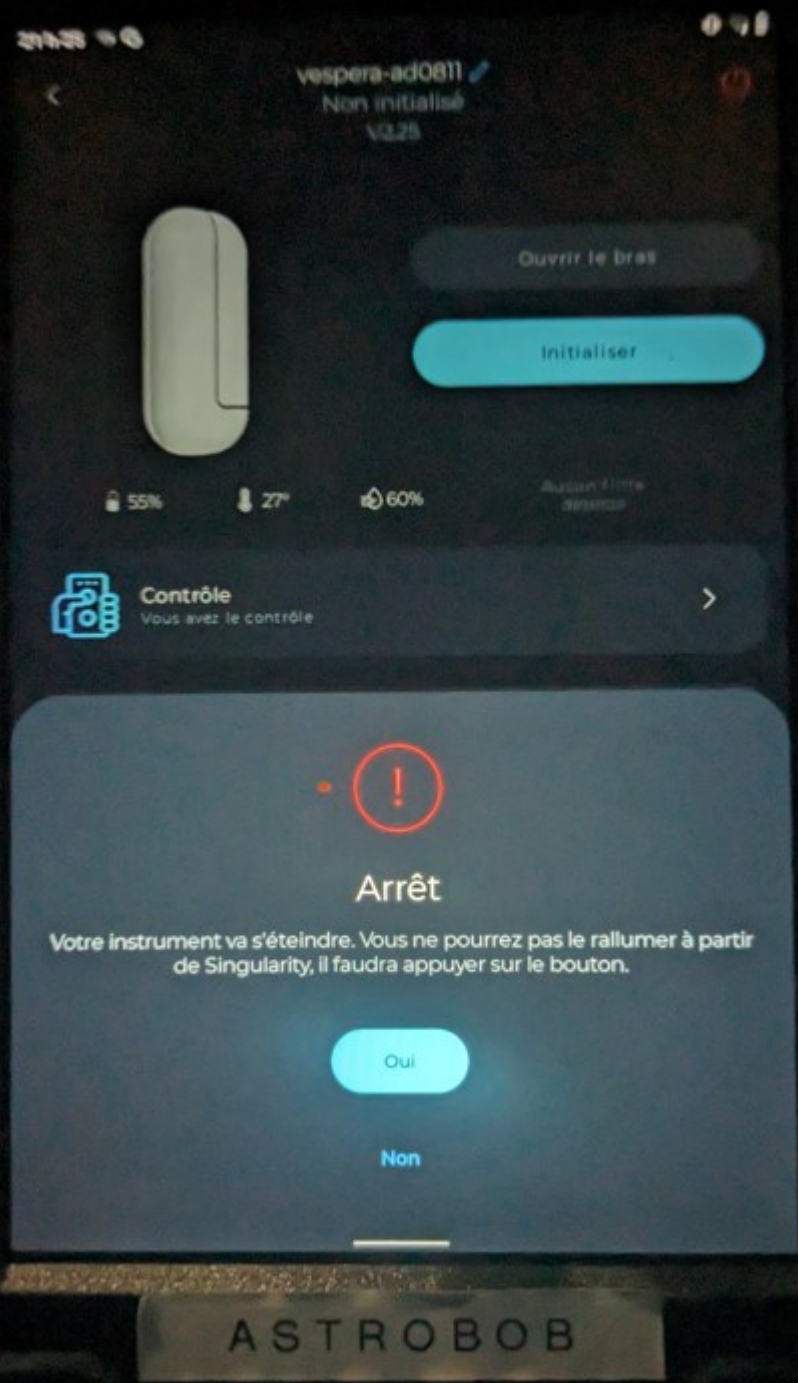 vespera-ad0811
Non initialisé
Ouvrir le bras
Initialiser
55% 27° 60%
Contrôle
Vous avez le contrôle
!
Arrêt
Votre instrument va s'éteindre. Vous ne pourrez pas le rallumer à partir
de Singularity, il faudra appuyer sur le bouton.
Oui
Non
ASTROBOB